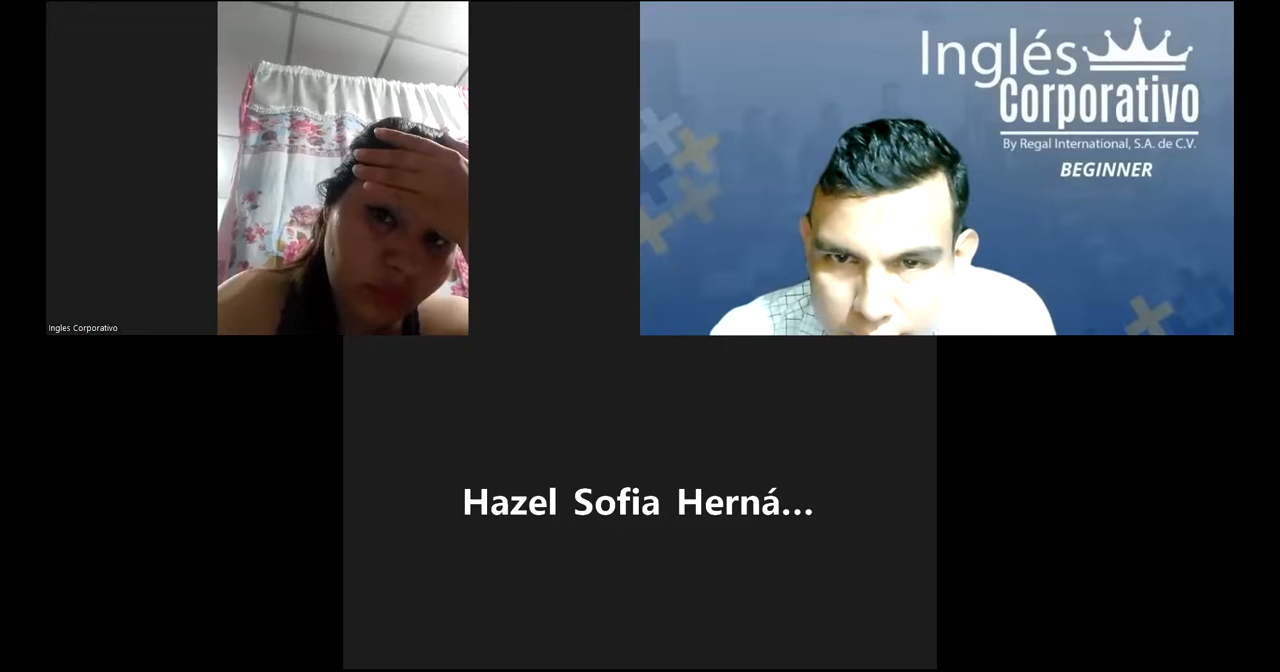 Inglés
Corporativo
By Regal International, S.A. de C.V.
BEGINNER
Ingles Corporativo
Hazel Sofia Herná...